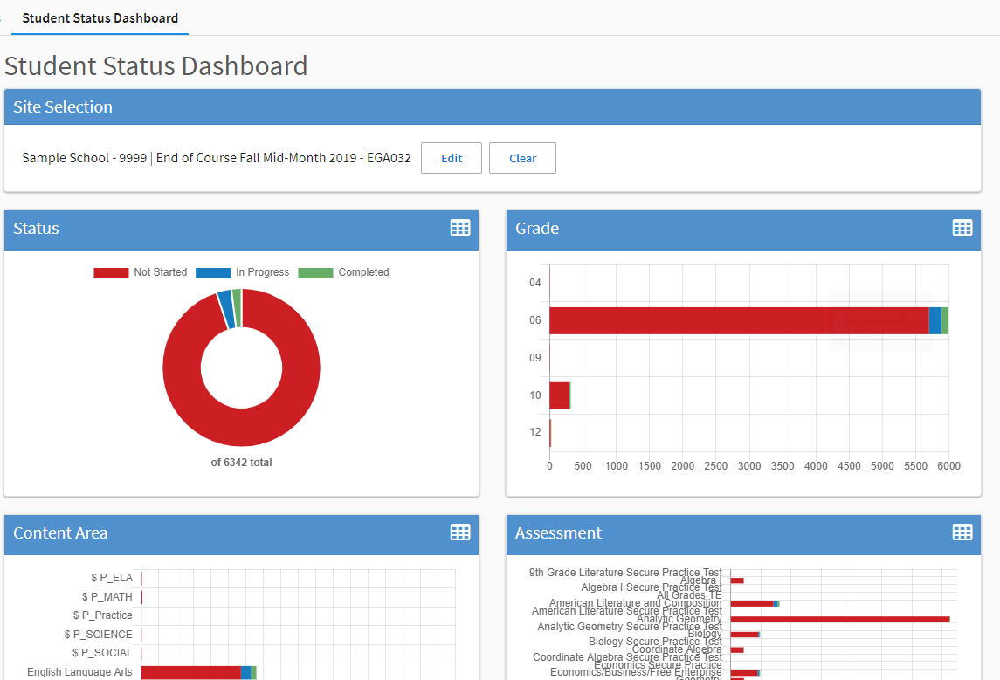 Student Status Dashboard
Student Status Dashboard
Site Selection
Sample School - 9999 | End of Course Fall Mid-Month 2019 - EGA032
Edit
Clear
Status
Not Started
In Progress
Completed
of 6342 total
Grade
04
06
09
10
12
0 500 1000 1500 2000 2500 3000 3500 4000 4500 5000 5500 6000
Content Area
$ P_ELA
$ P_MATH
$ P_Practice
$ P_SCIENCE
$ P_SOCIAL
English Language Arts
Assessment
9th Grade Literature Secure Practice Test
Algebra I
Algebra I Secure Practice Test
All Grades TE
American Literature and Composition
American Literature Secure Practice Test
Analytic Geometry
Analytic Geometry Secure Practice Test
Biology
Biology Secure Practice Test
Coordinate Algebra
Coordinate Algebra Secure Practice Test
Economics Secure Practice
Economics/Business/Free Enterprise
Geometry